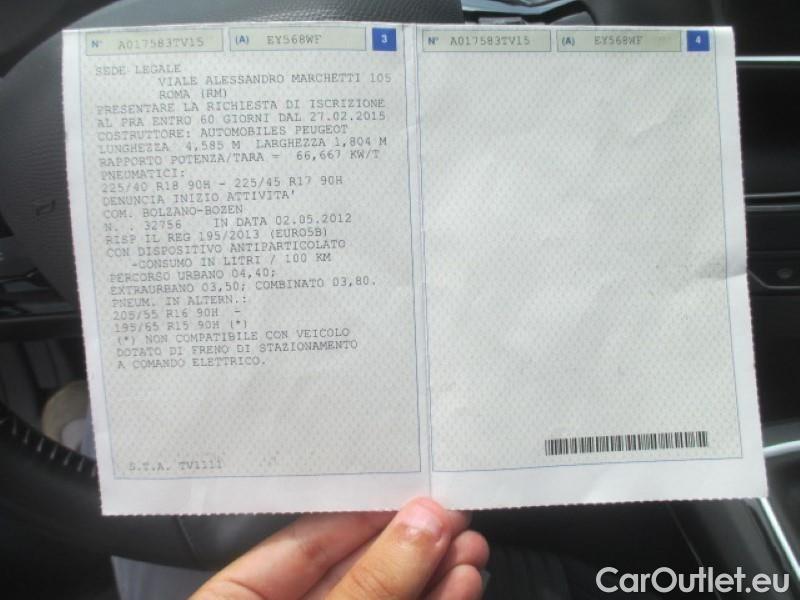 N° A017583TV15 (A) EY568WF 3
SEDE LEGALE
VIALE ALESSANDRO MARCHETTI 105
ROMA (RM)
PRESENTARE LA RICHIESTA DI ISCRIZIONE
AL PRA ENTRO 60 GIORNI DAL 27.02.2015
COSTRUTTORE: AUTOMOBILES PEUGEOT
LUNGHEZZA 4,585 M LARGHEZZA 1,804 M
RAPPORTO POTENZA/TARA = 66,667 KW/T
PNEUMATICI:
225/40 R18 90H - 225/45 R17 90H
DENUNCIA INIZIO ATTIVITA'
COM. BOLZANO-BOZEN
N. . 32756 IN DATA 02.05.2012
RISP IL REG 195/2013 (EURO5B)
CON DISPOSITIVO ANTIPARTICOLATO
-CONSUMO IN LITRI / 100 KM
PERCORSO URBANO 04,40;
EXTRAURBANO 03,50; COMBINATO 03,80.
PNEUM. IN ALTERN.:
205/55 R16 90H -
195/65 R15 90H (*)
(*) NON COMPATIBILE CON VEICOLO
DOTATO DI FRENO DI STAZIONAMENTO
A COMANDO ELETTRICO.
S.T.A. TV1111
N° A017583TV15 (A) EY568WF 4
CarOutlet.eu